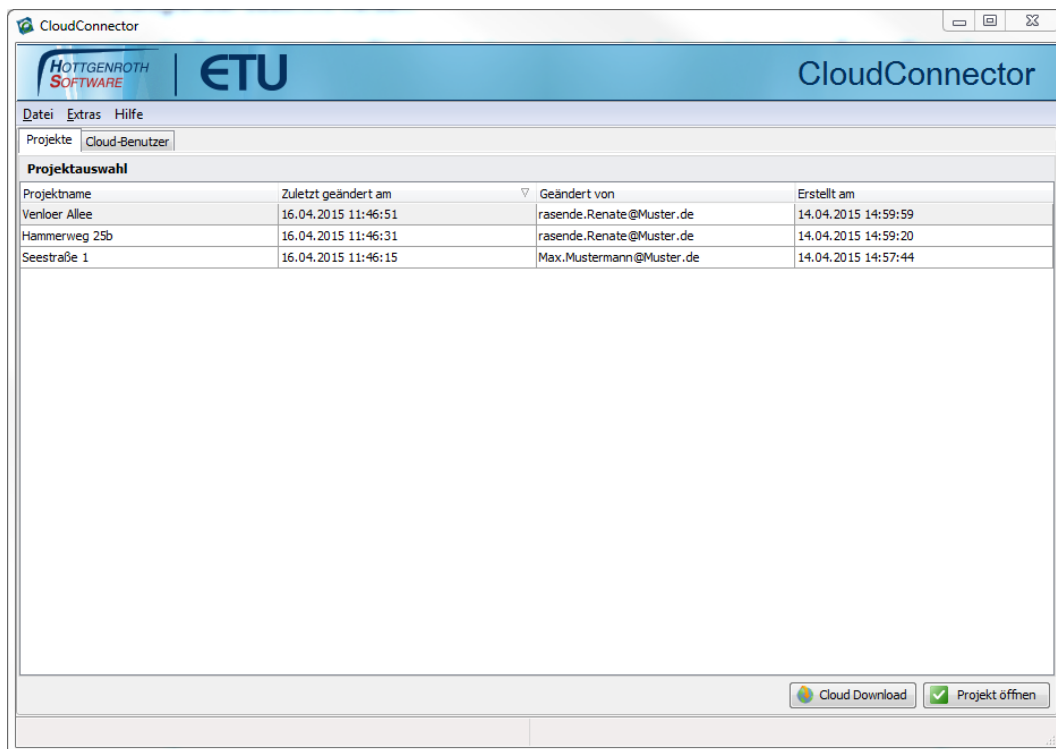 CloudConnector
HOTTGENROTH
SOFTWARE
ETU
CloudConnector
Datei Extras Hilfe
Projekte Cloud-Benutzer
Projektauswahl
Projektname Zuletzt geändert am Geändert von Erstellt am
Venloer Allee 16.04.2015 11:46:51 rasende.Renate@Muster.de 14.04.2015 14:59:59
Hammerweg 25b 16.04.2015 11:46:31 rasende.Renate@Muster.de 14.04.2015 14:59:20
Seestraße 1 16.04.2015 11:46:15 Max.Mustermann@Muster.de 14.04.2015 14:57:44
Cloud Download Projekt öffnen